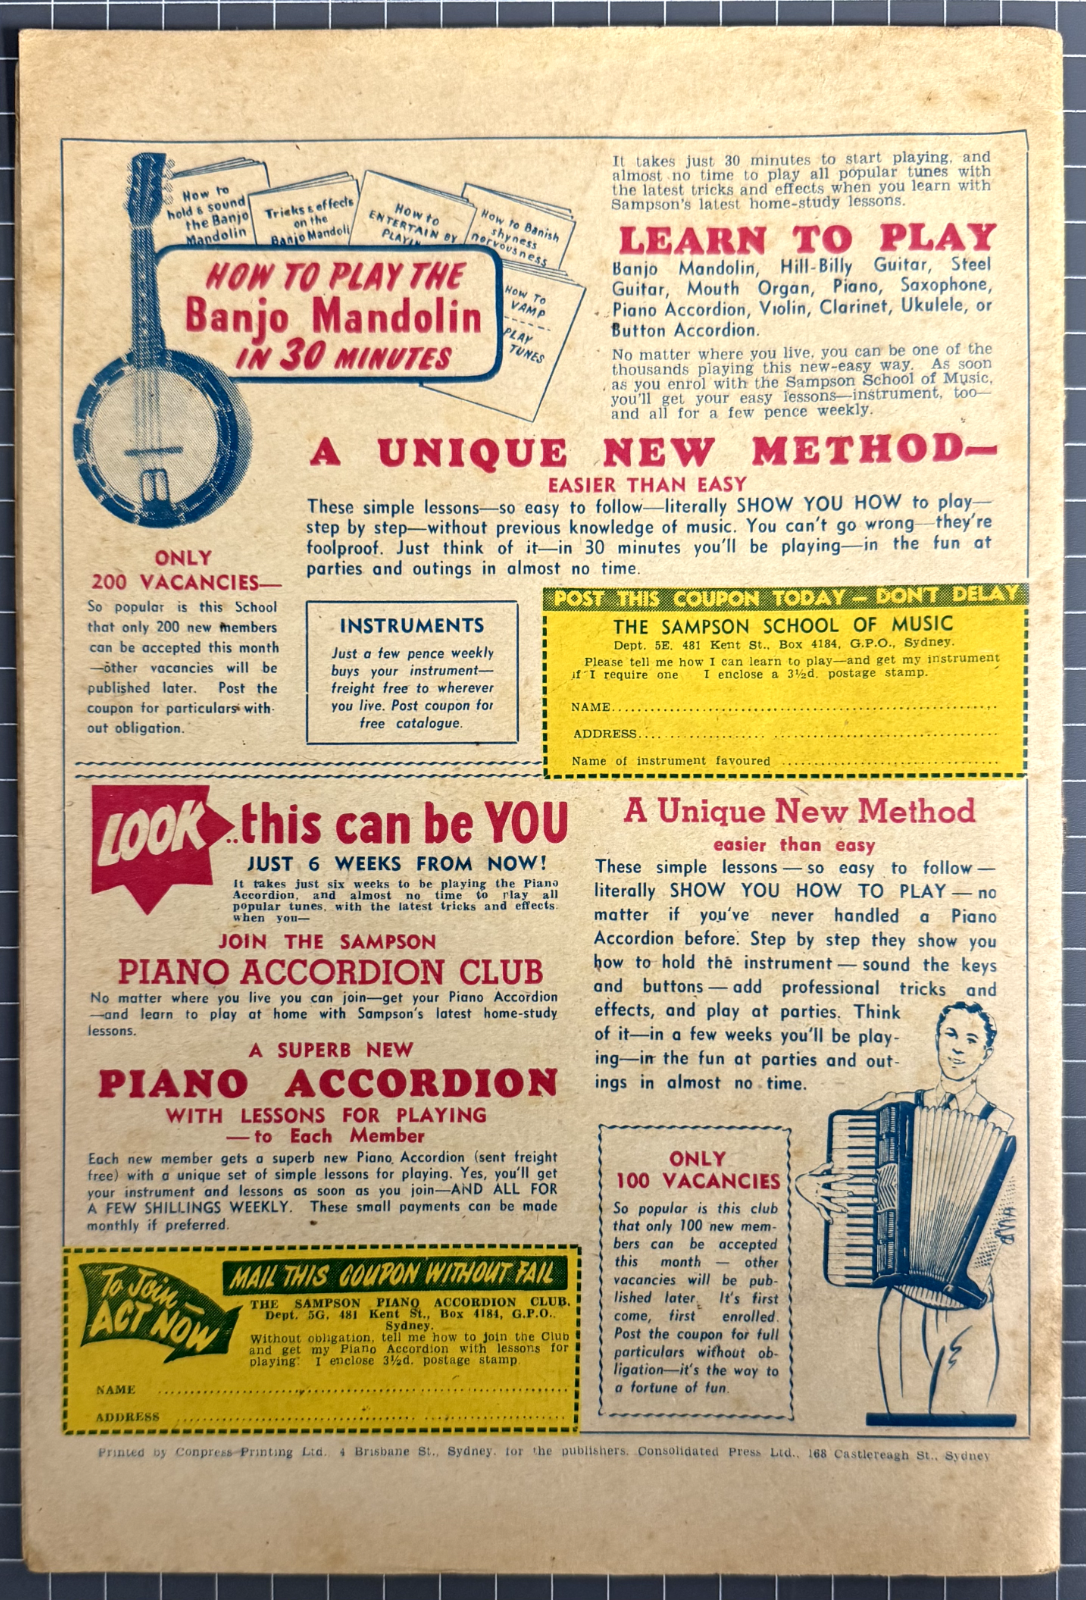 How to
hold & sound
the Banjo
Mandolin
Tricks & effects
on the
Banjo Mandoli
How to
ENTERTAIN BY
PLAYIN
How to Banish
shyness
nervousness
HOW TO
VAMP
PLAY
TUNES
HOW TO PLAY THE
Banjo Mandolin
IN 30 MINUTES
It takes just 30 minutes to start playing, and
almost no time to play all popular tunes with
the latest tricks and effects when you learn with
Sampson's latest home-study lessons.
LEARN TO PLAY
Banjo Mandolin, Hill-Billy Guitar, Steel
Guitar, Mouth Organ, Piano, Saxophone,
Piano Accordion, Violin, Clarinet, Ukulele, or
Button Accordion.
No matter where you live, you can be one of the
thousands playing this new-easy way. As soon
as you enrol with the Sampson School of Music,
you'll get your easy lessons—instrument, too—
and all for a few pence weekly.
A UNIQUE NEW METHOD—
EASIER THAN EASY
These simple lessons—so easy to follow—literally SHOW YOU HOW to play—
step by step—without previous knowledge of music. You can't go wrong—they're
foolproof. Just think of it—in 30 minutes you'll be playing—in the fun at
parties and outings in almost no time.
ONLY
200 VACANCIES—
So popular is this School
that only 200 new members
can be accepted this month
—other vacancies will be
published later. Post the
coupon for particulars with-
out obligation.
INSTRUMENTS
Just a few pence weekly
buys your instrument—
freight free to wherever
you live. Post coupon for
free catalogue.
POST THIS COUPON TODAY — DON'T DELAY
THE SAMPSON SCHOOL OF MUSIC
Dept. 5E, 481 Kent St., Box 4184, G.P.O., Sydney.
Please tell me how I can learn to play—and get my instrument
if I require one I enclose a 3½d. postage stamp.
NAME
ADDRESS
Name of instrument favoured
LOOK
..this can be YOU
JUST 6 WEEKS FROM NOW!
It takes just six weeks to be playing the Piano
Accordion, and almost no time to play all
popular tunes, with the latest tricks and effects.
when you—
JOIN THE SAMPSON
PIANO ACCORDION CLUB
No matter where you live you can join—get your Piano Accordion
—and learn to play at home with Sampson's latest home-study
lessons.
A SUPERB NEW
PIANO ACCORDION
WITH LESSONS FOR PLAYING
—to Each Member
Each new member gets a superb new Piano Accordion (sent freight
free) with a unique set of simple lessons for playing. Yes, you'll get
your instrument and lessons as soon as you join—AND ALL FOR
A FEW SHILLINGS WEEKLY. These small payments can be made
monthly if preferred.
To Join—
ACT NOW
MAIL THIS COUPON WITHOUT FAIL
THE SAMPSON PIANO ACCORDION CLUB,
Dept. 5G, 481 Kent St., Box 4184, G.P.O.,
Sydney.
Without obligation, tell me how to join the Club
and get my Piano Accordion with lessons for
playing. I enclose 3½d. postage stamp.
NAME
ADDRESS
A Unique New Method
easier than easy
These simple lessons — so easy to follow —
literally SHOW YOU HOW TO PLAY — no
matter if you've never handled a Piano
Accordion before. Step by step they show you
how to hold the instrument — sound the keys
and buttons — add professional tricks and
effects, and play at parties. Think
of it—in a few weeks you'll be play-
ing—in the fun at parties and out-
ings in almost no time.
ONLY
100 VACANCIES
So popular is this club
that only 100 new mem-
bers can be accepted
this month — other
vacancies will be pub-
lished later. It's first
come, first enrolled.
Post the coupon for full
particulars without ob-
ligation—it's the way to
a fortune of fun.
Printed by Conpress Printing Ltd., 4 Brisbane St., Sydney, for the publishers, Consolidated Press Ltd., 168 Castlereagh St., Sydney